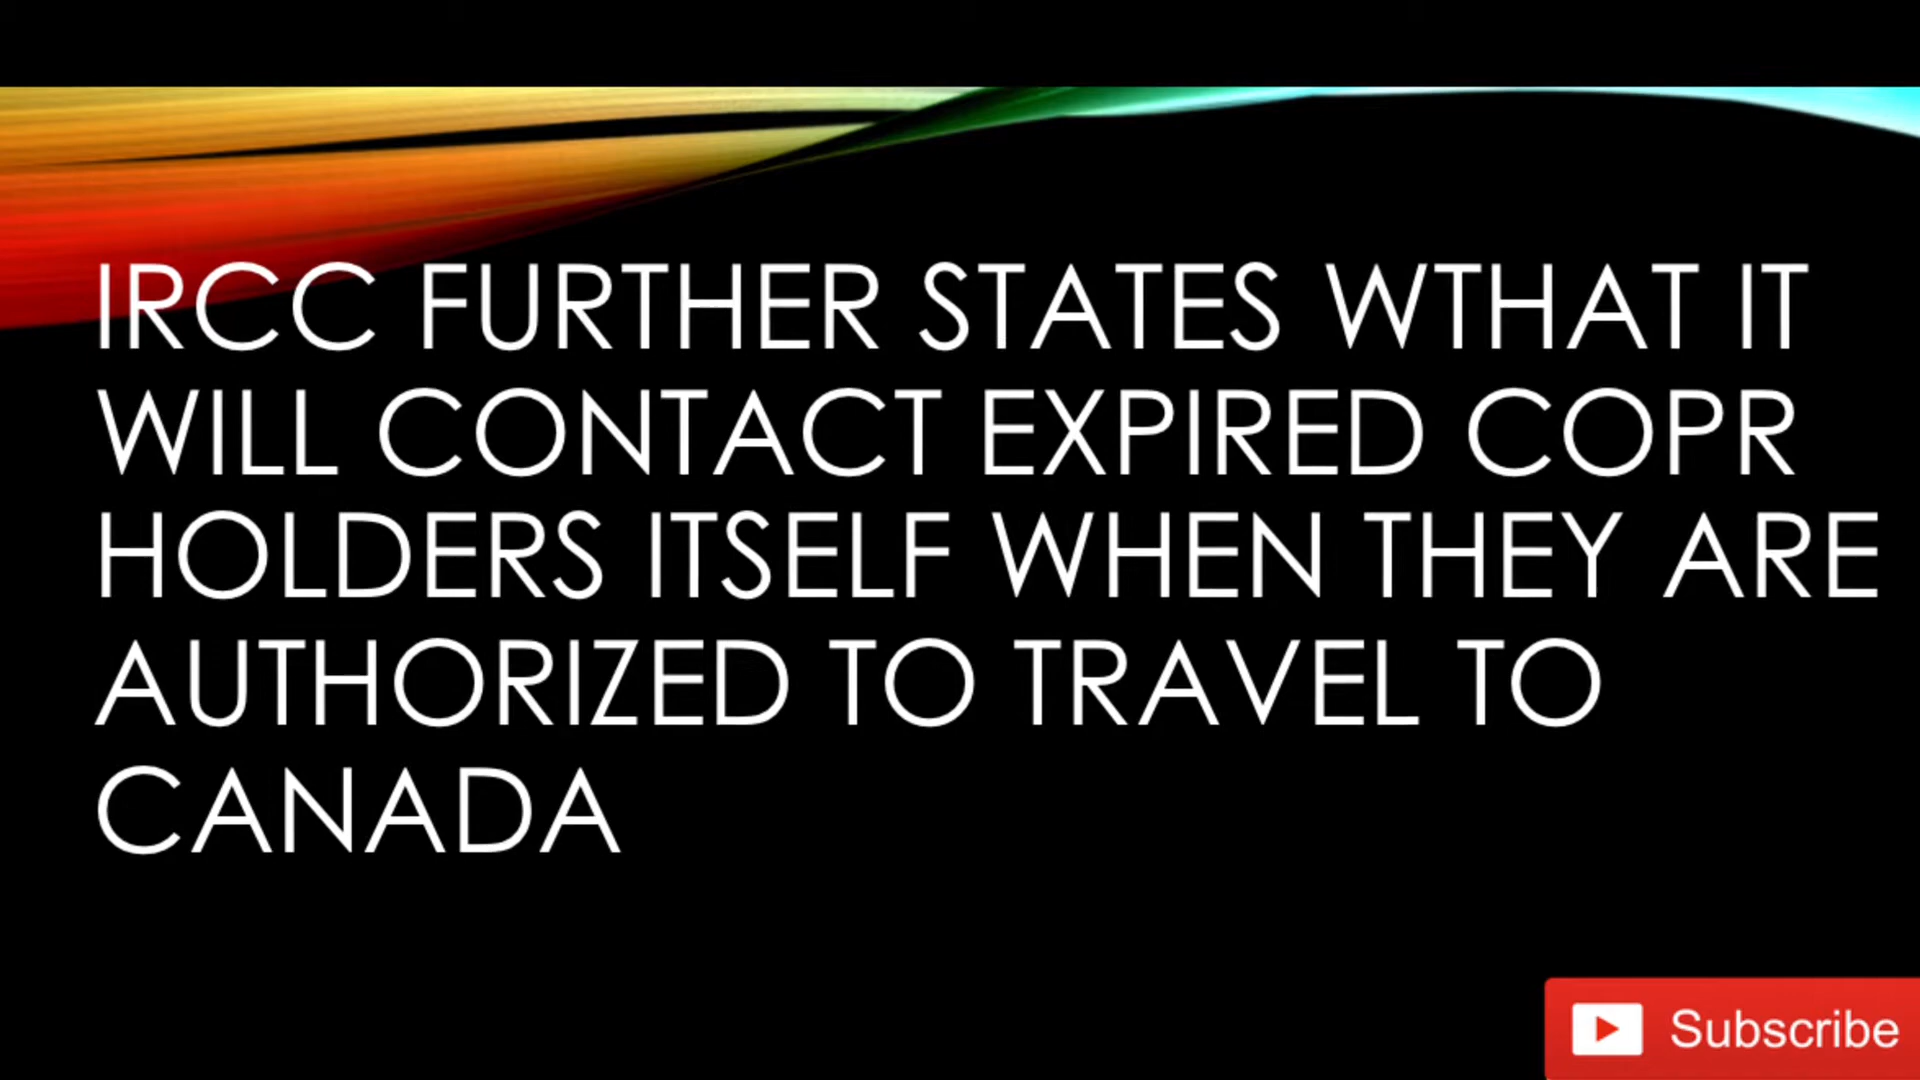 IRCC FURTHER STATES WTHAT IT
WILL CONTACT EXPIRED COPR
HOLDERS ITSELF WHEN THEY ARE
AUTHORIZED TO TRAVEL TO
CANADA
Subscribe